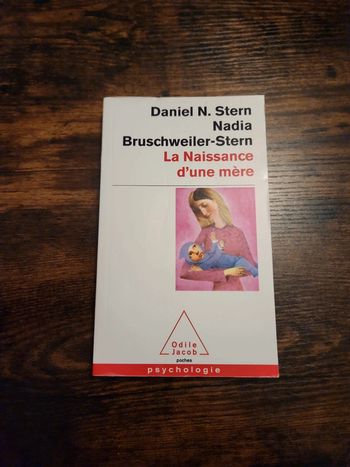 Daniel N. Stern
Nadia
Bruschweiler-Stern
La Naissance
d'une mère
Odile
Jacob
poches
psychologie